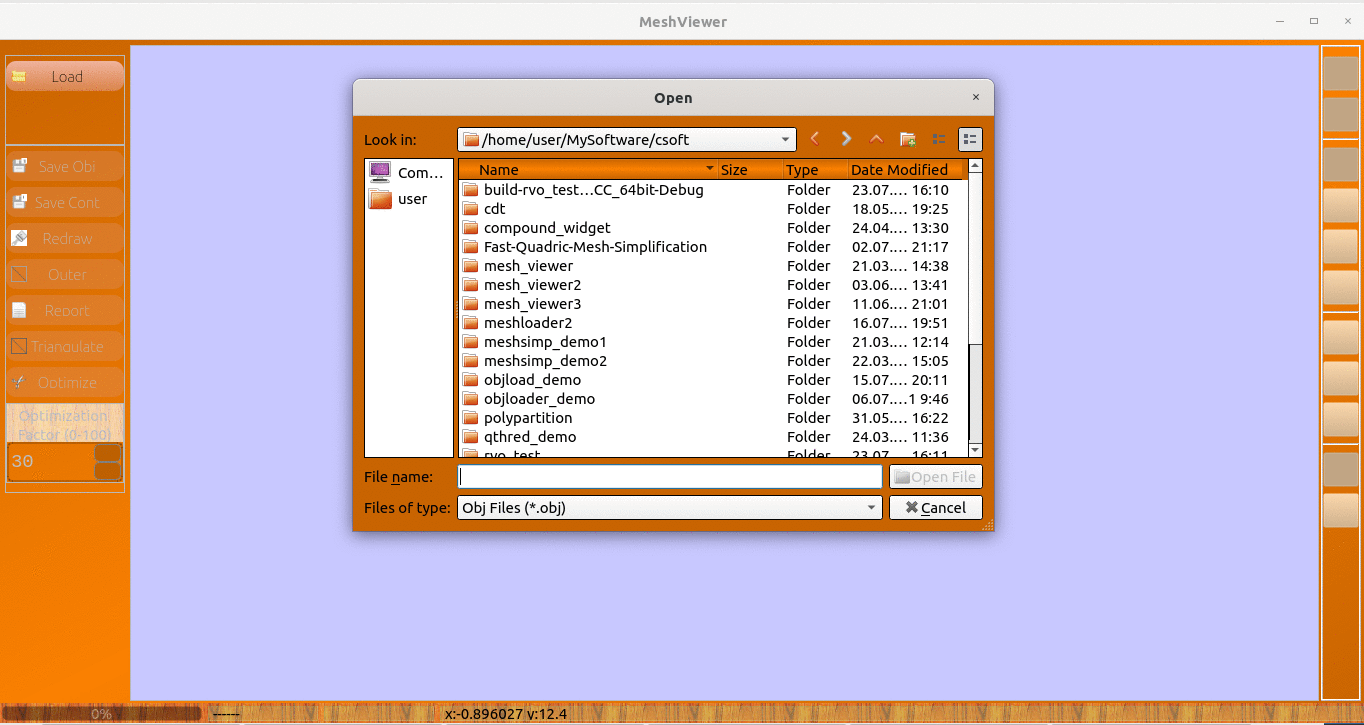 MeshViewer
Load
Save Obj
Save Cont
Redraw
Outer
Report
Triangulate
Optimize
Optimization
Factor (0-100)
30
Open
Look in: /home/user/MySoftware/csoft
Com...
user
Name Size Type Date Modified
build-rvo_test...CC_64bit-Debug Folder 23.07.... 16:10
cdt Folder 18.05.... 19:25
compound_widget Folder 24.04.... 13:30
Fast-Quadric-Mesh-Simplification Folder 02.07.... 21:17
mesh_viewer Folder 21.03.... 14:38
mesh_viewer2 Folder 03.06.... 13:41
mesh_viewer3 Folder 11.06.... 21:01
meshloader2 Folder 16.07.... 19:51
meshsimp_demo1 Folder 21.03.... 12:14
meshsimp_demo2 Folder 22.03.... 15:05
objload_demo Folder 15.07.... 20:11
objloader_demo Folder 06.07....1 9:46
polypartition Folder 31.05.... 16:22
qthred_demo Folder 24.03.... 11:36
rvo_test Folder 23.07.... 16:11
File name: Open File
Files of type: Obj Files (*.obj) Cancel
0% ------ x:-0.896027 y:12.4